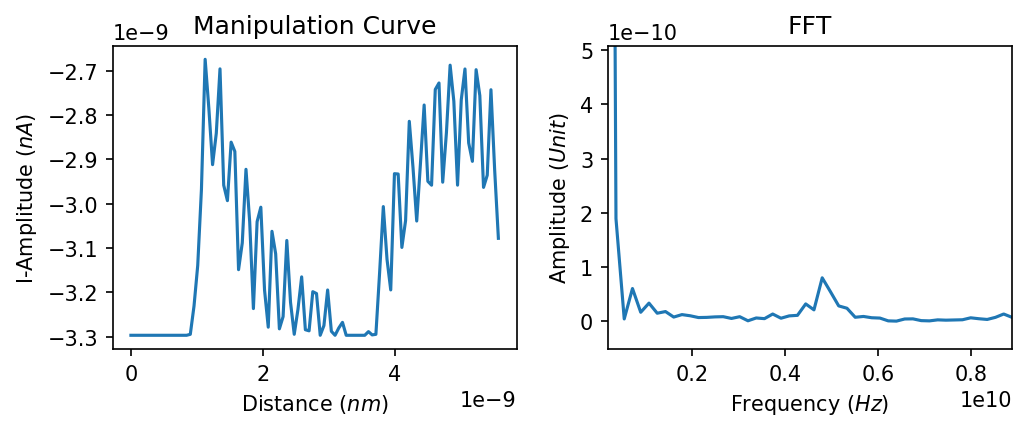 Manipulation Curve
1e−9
−2.7
−2.8
−2.9
−3.0
−3.1
−3.2
−3.3
I-Amplitude (nA)
0
2
4
1e−9
Distance (nm)
FFT
1e−10
5
4
3
2
1
0
Amplitude (Unit)
0.2
0.4
0.6
0.8
1e10
Frequency (Hz)